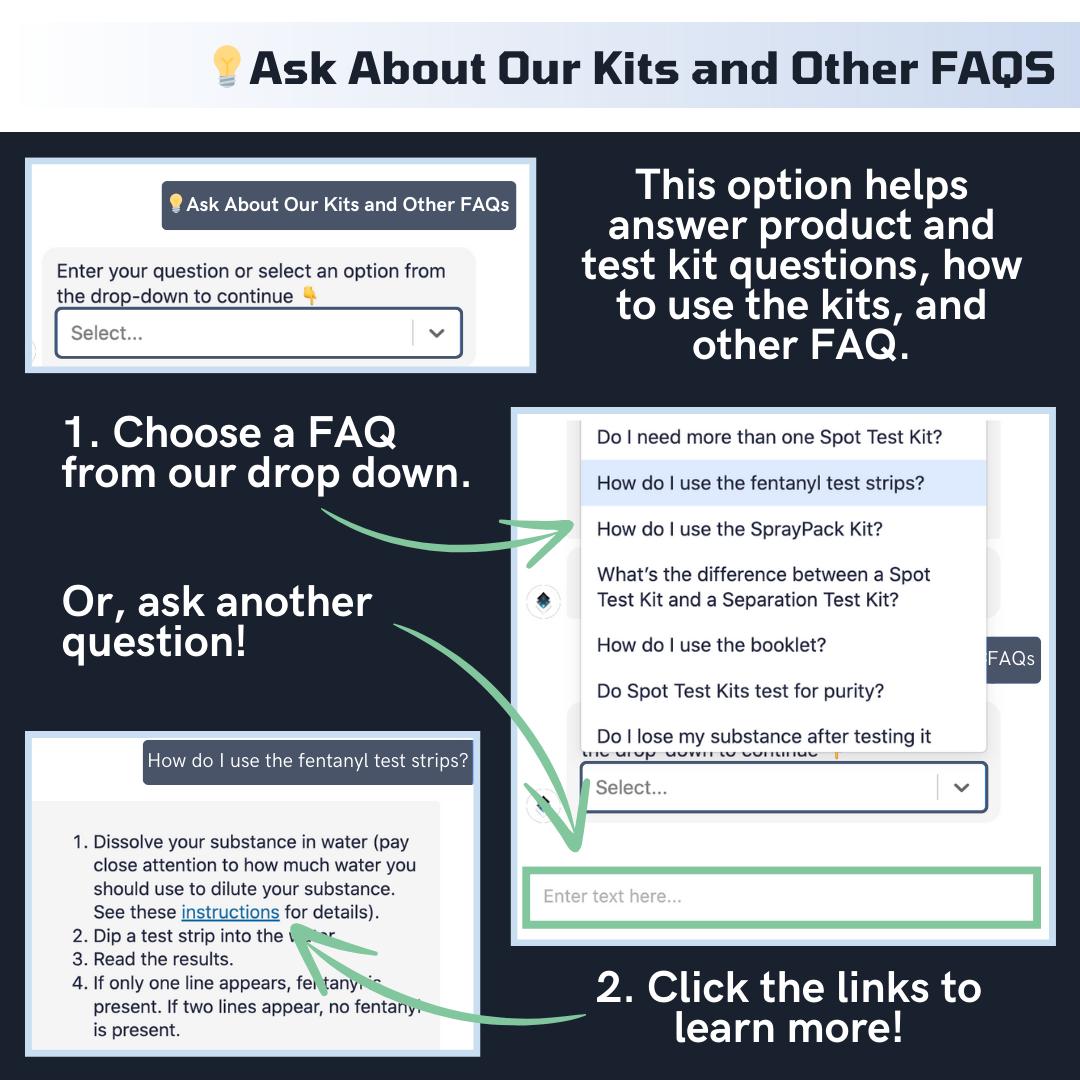 💡Ask About Our Kits and Other FAQS
💡Ask About Our Kits and Other FAQs
Enter your question or select an option from
the drop-down to continue 👇
Select...
This option helps
answer product and
test kit questions, how
to use the kits, and
other FAQ.
1. Choose a FAQ
from our drop down.
Or, ask another
question!
Do I need more than one Spot Test Kit?
How do I use the fentanyl test strips?
How do I use the SprayPack Kit?
What's the difference between a Spot
Test Kit and a Separation Test Kit?
How do I use the booklet?
FAQs
Do Spot Test Kits test for purity?
Do I lose my substance after testing it
the drop-down to continue
Select...
Enter text here...
How do I use the fentanyl test strips?
1. Dissolve your substance in water (pay
close attention to how much water you
should use to dilute your substance.
See these instructions for details).
2. Dip a test strip into the water.
3. Read the results.
4. If only one line appears, fentanyl is
present. If two lines appear, no fentanyl
is present.
2. Click the links to
learn more!